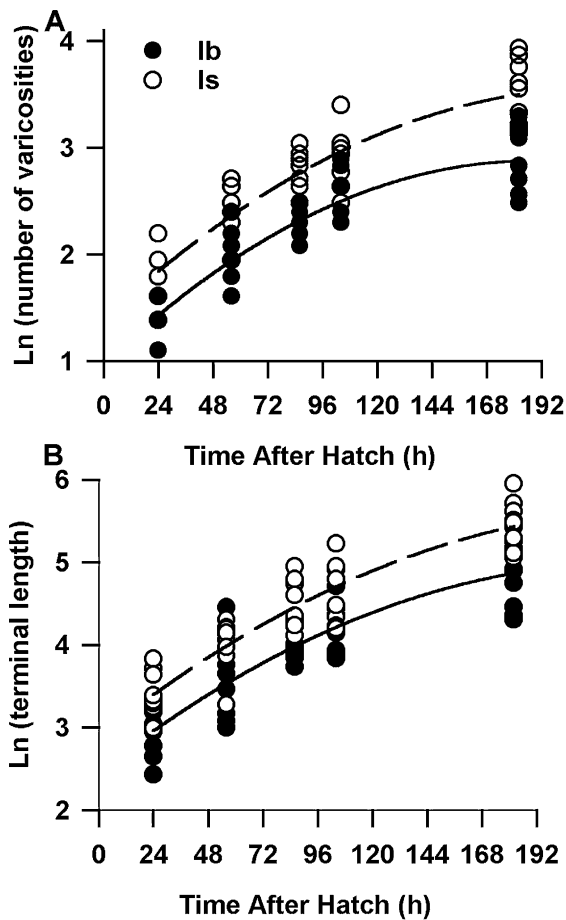 A
4
3
2
1
Ln (number of varicosities)
Ib
Is
0 24 48 72 96 120 144 168 192
Time After Hatch (h)
B
6
5
4
3
2
Ln (terminal length)
0 24 48 72 96 120 144 168 192
Time After Hatch (h)